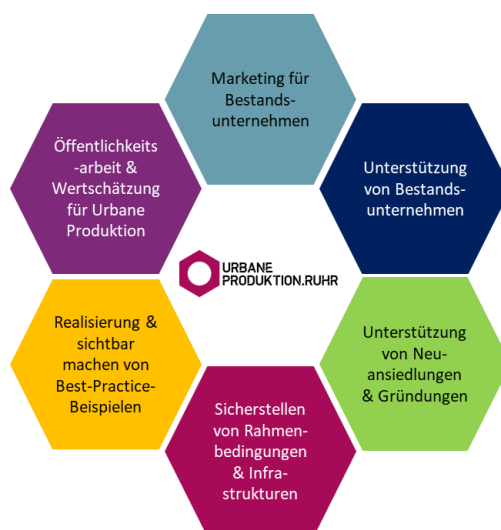 Marketing für
Bestands-
unternehmen
Unterstützung
von Bestands-
unternehmen
Unterstützung
von Neu-
ansiedlungen
& Gründungen
Sicherstellen
von Rahmen-
bedingungen
& Infra-
strukturen
Realisierung &
sichtbar
machen von
Best-Practice-
Beispielen
Öffentlichkeits
-arbeit &
Wertschätzung
für Urbane
Produktion
URBANE
PRODUKTION.RUHR